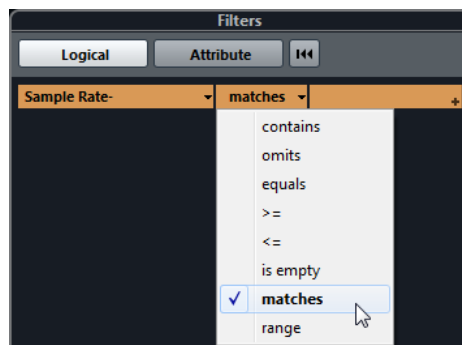 Filters
Logical Attribute
Sample Rate- matches +
contains
omits
equals
>=
<=
is empty
✓ matches
range